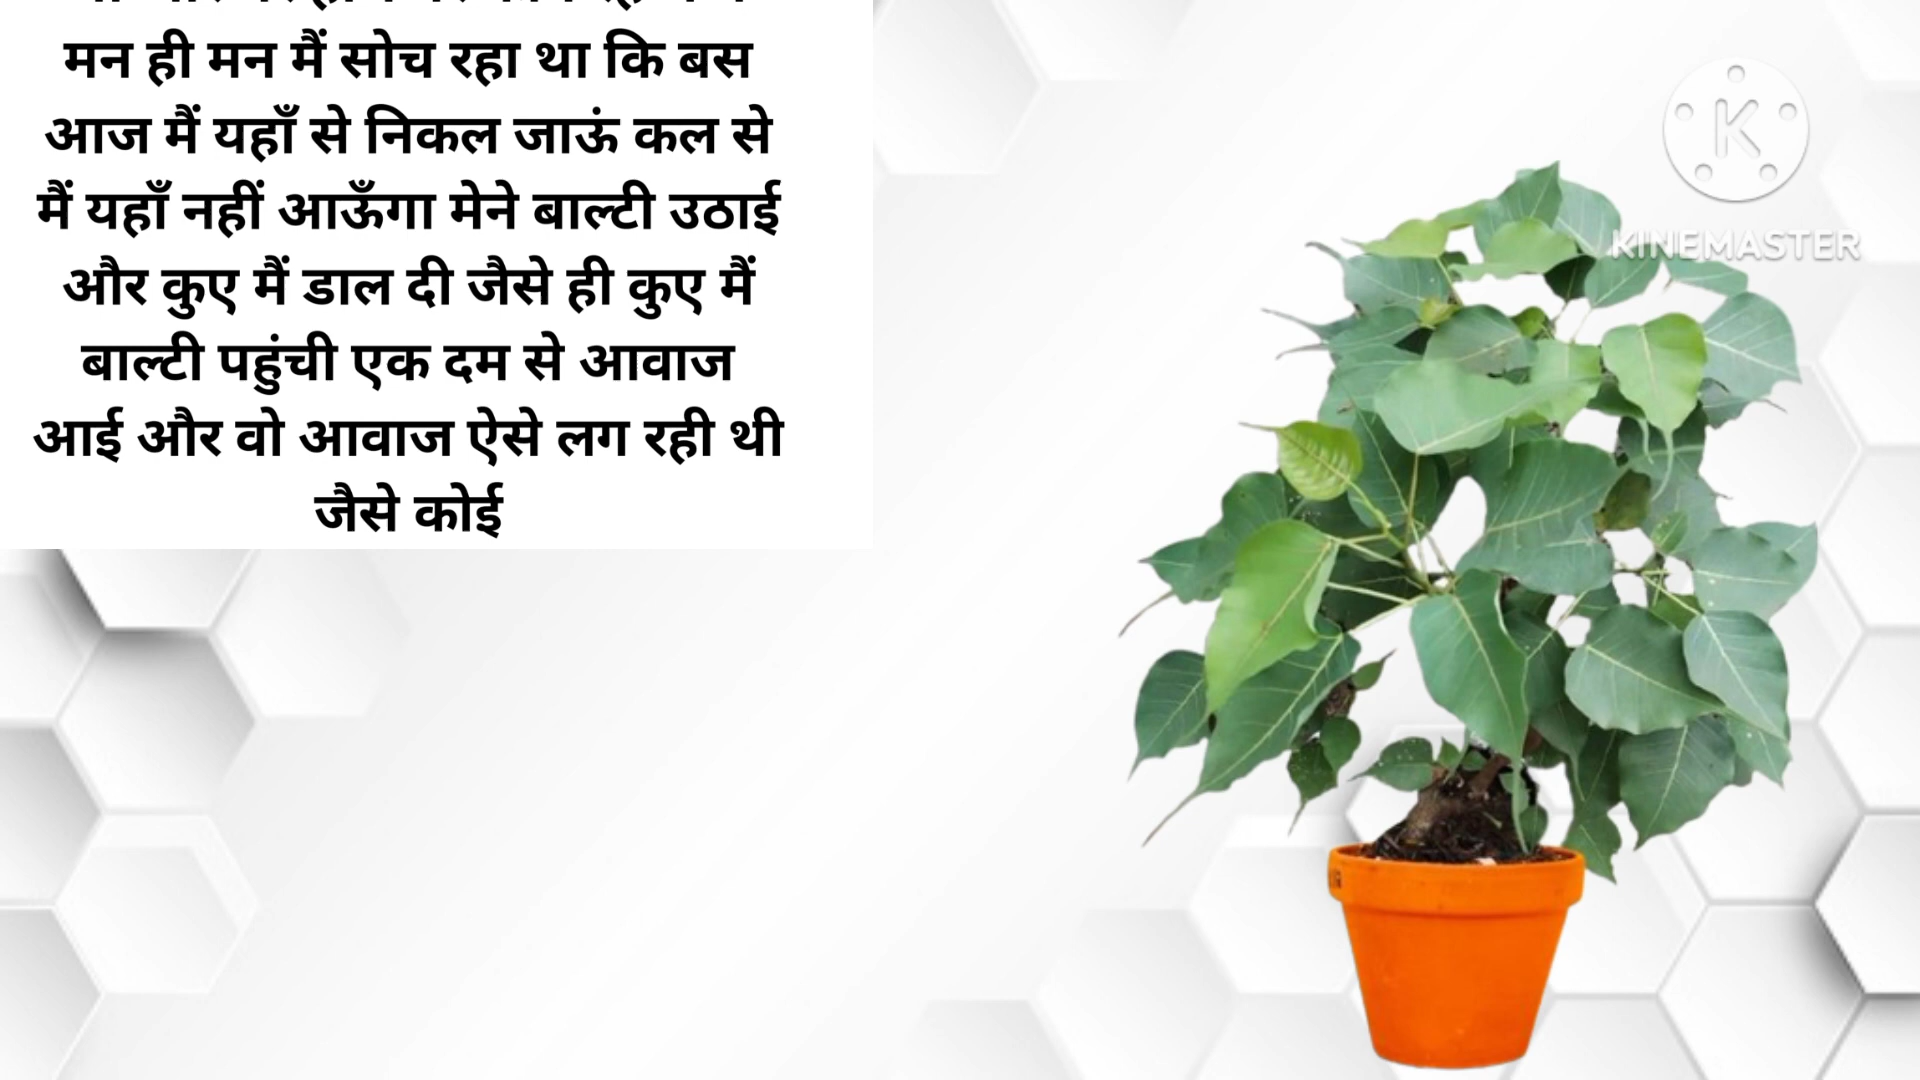 मन ही मन मैं सोच रहा था कि बस
आज मैं यहाँ से निकल जाऊं कल से
मैं यहाँ नहीं आऊँगा मेने बाल्टी उठाई
और कुए मैं डाल दी जैसे ही कुए मैं
बाल्टी पहुंची एक दम से आवाज
आई और वो आवाज ऐसे लग रही थी
जैसे कोई
K
KINEMASTER